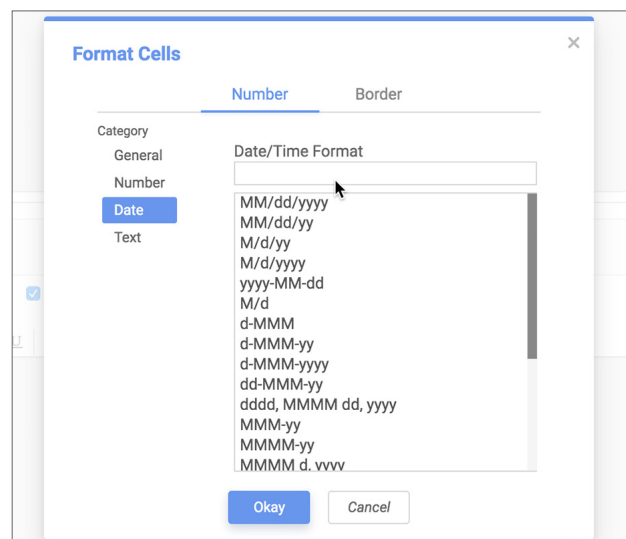 Format Cells
×
Number Border
Category
General
Number
Date
Text
Date/Time Format
MM/dd/yyyy
MM/dd/yy
M/d/yy
M/d/yyyy
yyyy-MM-dd
M/d
d-MMM
d-MMM-yy
d-MMM-yyyy
dd-MMM-yy
dddd, MMMM dd, yyyy
MMM-yy
MMMM-yy
MMMM d, yyyy
Okay Cancel
U